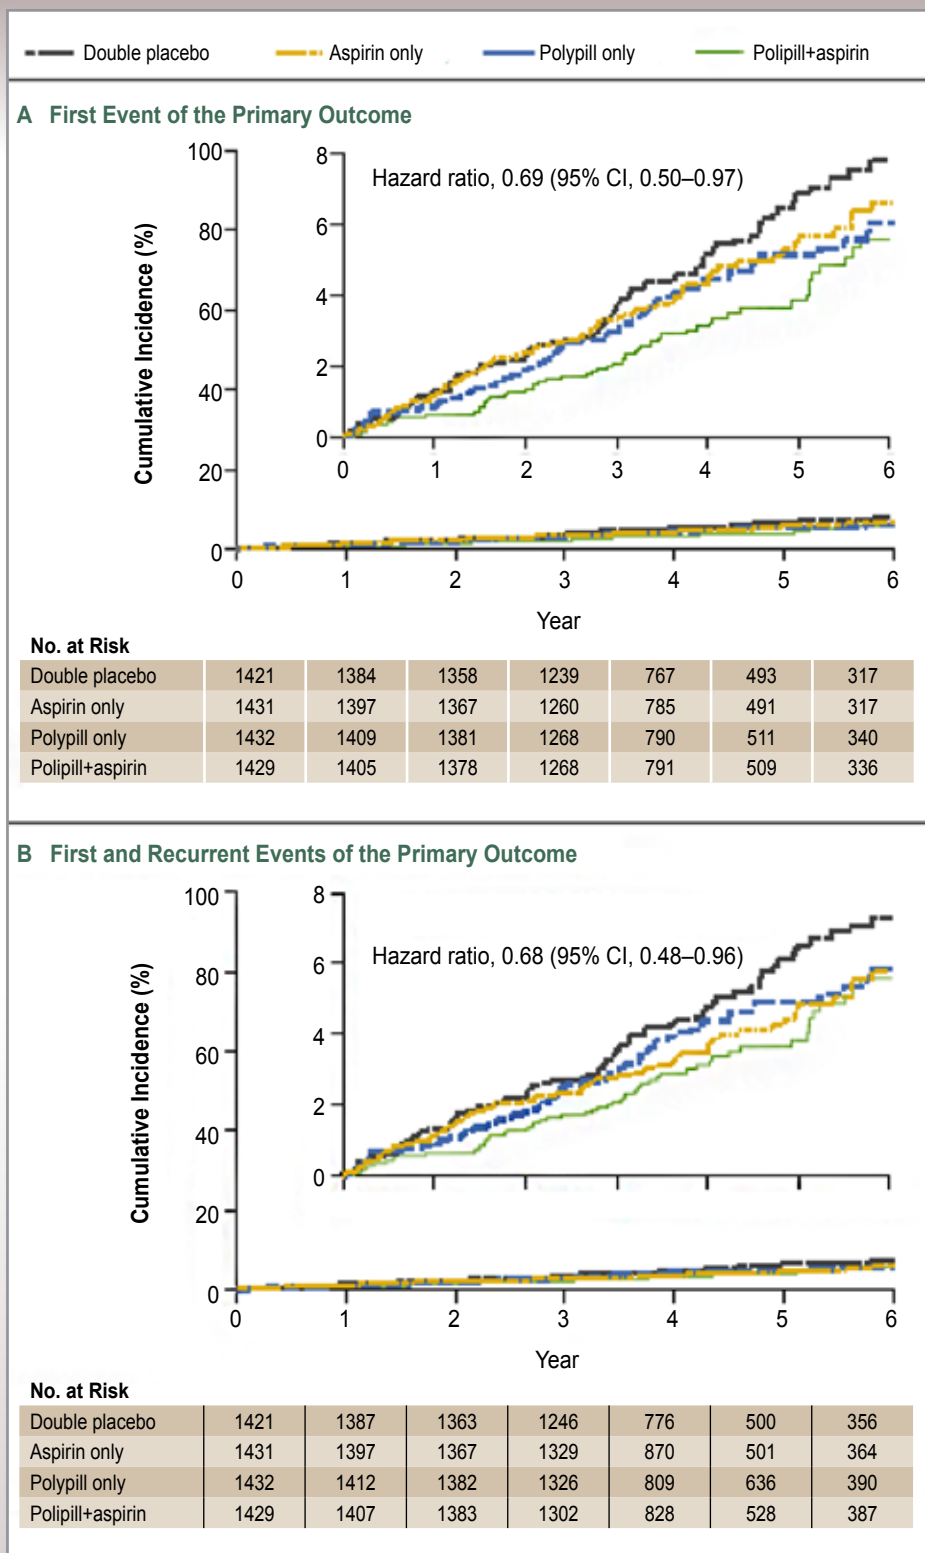 Double placebo Aspirin only Polypill only Polipill+aspirin
A First Event of the Primary Outcome
Cumulative Incidence (%)
100
80
60
40
20
0
8
6
4
2
0
Hazard ratio, 0.69 (95% CI, 0.50–0.97)
0 1 2 3 4 5 6
0 1 2 3 4 5 6
Year
No. at Risk
Double placebo 1421 1384 1358 1239 767 493 317
Aspirin only 1431 1397 1367 1260 785 491 317
Polypill only 1432 1409 1381 1268 790 511 340
Polipill+aspirin 1429 1405 1378 1268 791 509 336
B First and Recurrent Events of the Primary Outcome
Cumulative Incidence (%)
100
80
60
40
20
0
8
6
4
2
0
Hazard ratio, 0.68 (95% CI, 0.48–0.96)
0 1 2 3 4 5 6
Year
No. at Risk
Double placebo 1421 1387 1363 1246 776 500 356
Aspirin only 1431 1397 1367 1329 870 501 364
Polypill only 1432 1412 1382 1326 809 636 390
Polipill+aspirin 1429 1407 1383 1302 828 528 387